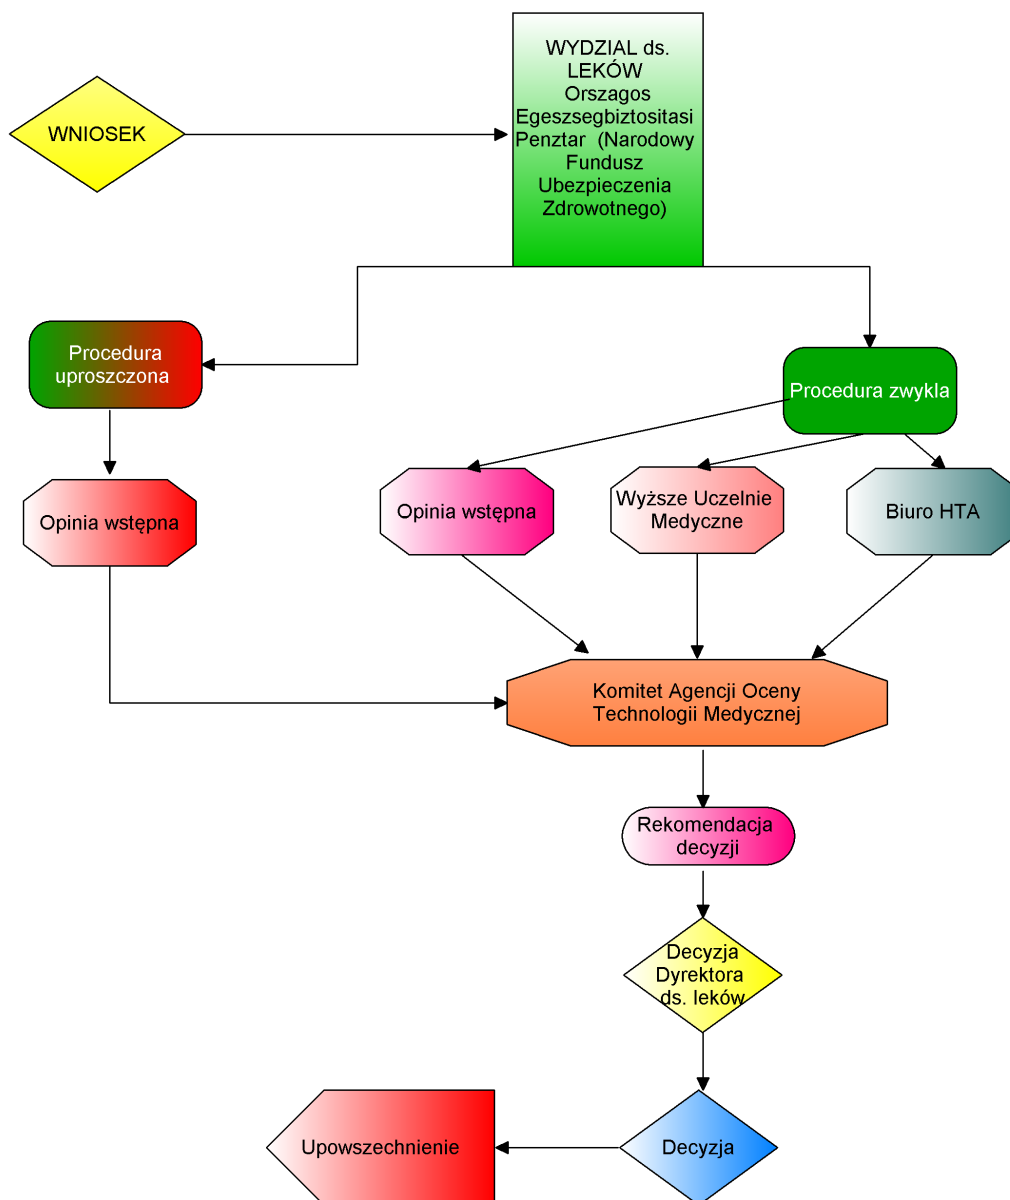 WYDZIAL ds.
LEKÓW
Orszagos
Egeszsegbiztositasi
Penztar (Narodowy
Fundusz
Ubezpieczenia
Zdrowotnego)
WNIOSEK
Procedura
uproszczona
Procedura zwykla
Opinia wstępna
Opinia wstępna
Wyższe Uczelnie
Medyczne
Biuro HTA
Komitet Agencji Oceny
Technologii Medycznej
Rekomendacja
decyzji
Decyzja
Dyrektora
ds. leków
Decyzja
Upowszechnienie